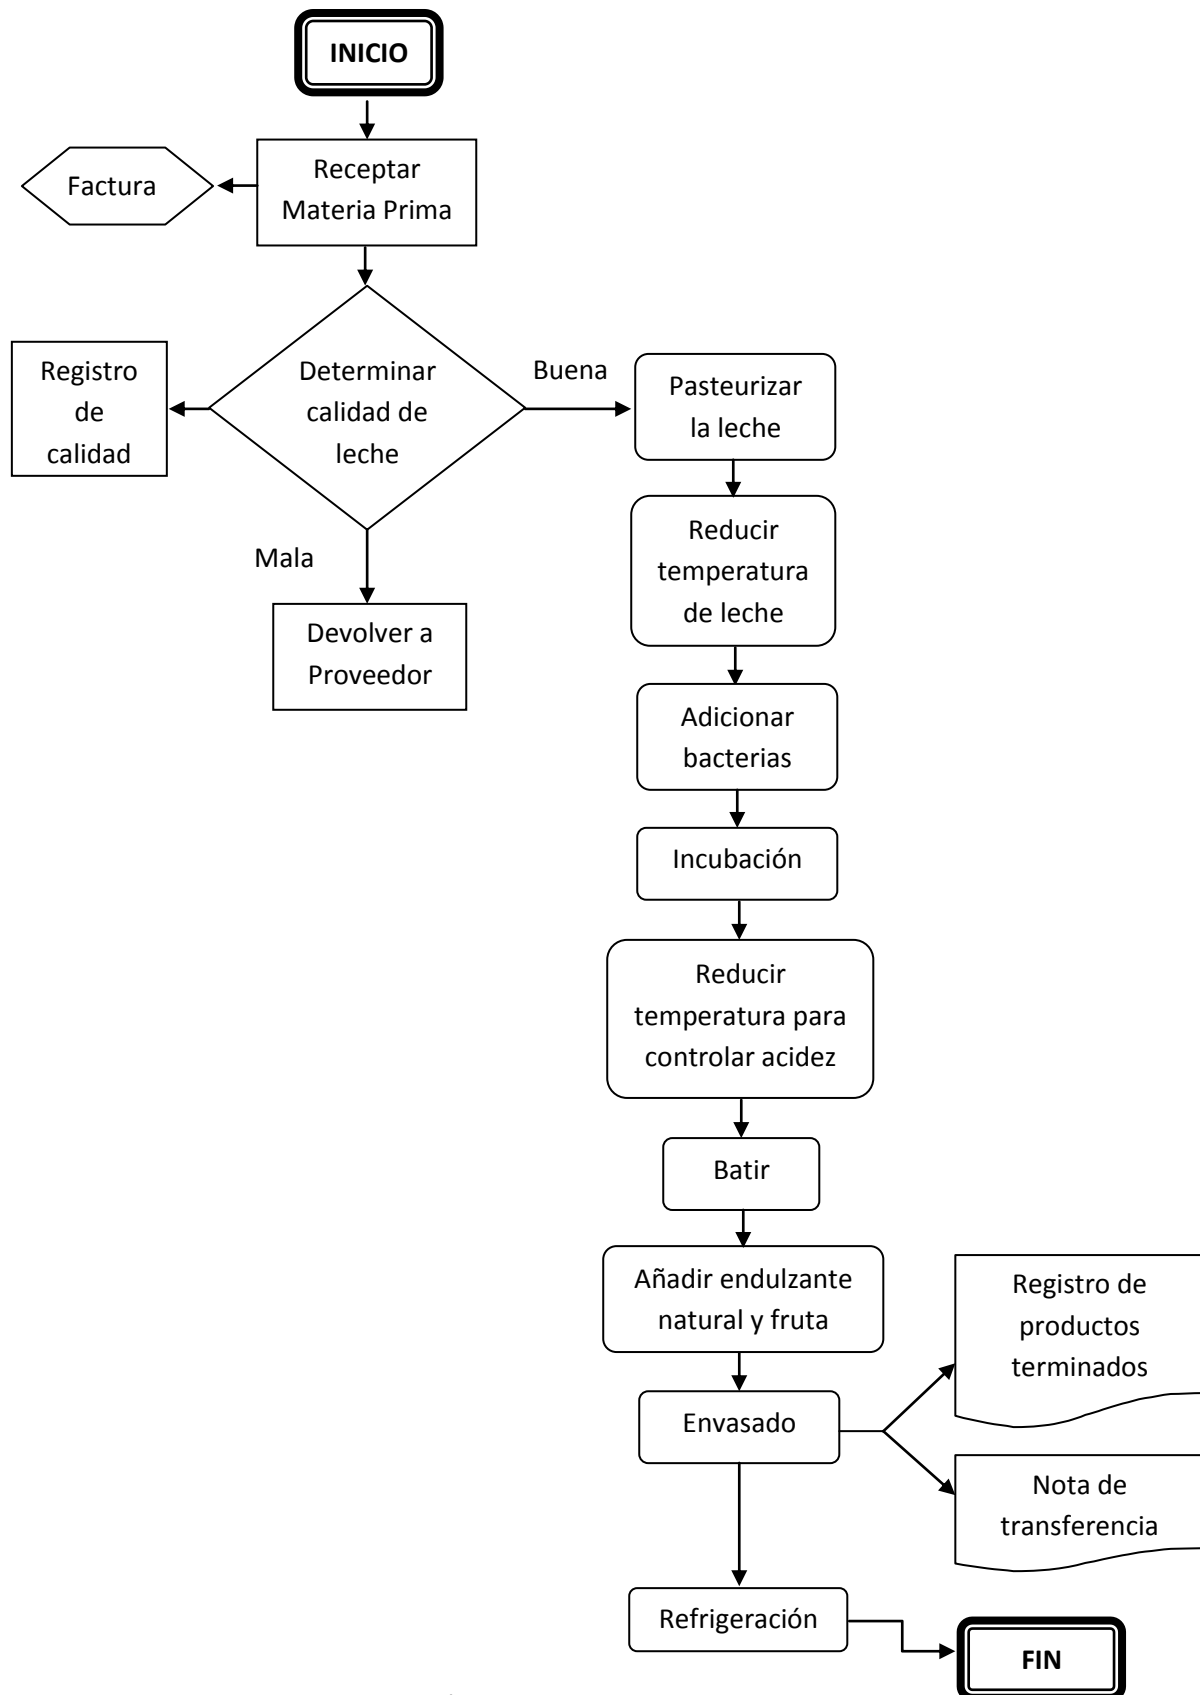 INICIO
Receptar
Materia Prima
Factura
Determinar
calidad de
leche
Registro
de
calidad
Buena
Mala
Devolver a
Proveedor
Pasteurizar
la leche
Reducir
temperatura
de leche
Adicionar
bacterias
Incubación
Reducir
temperatura para
controlar acidez
Batir
Añadir endulzante
natural y fruta
Envasado
Registro de
productos
terminados
Nota de
transferencia
Refrigeración
FIN